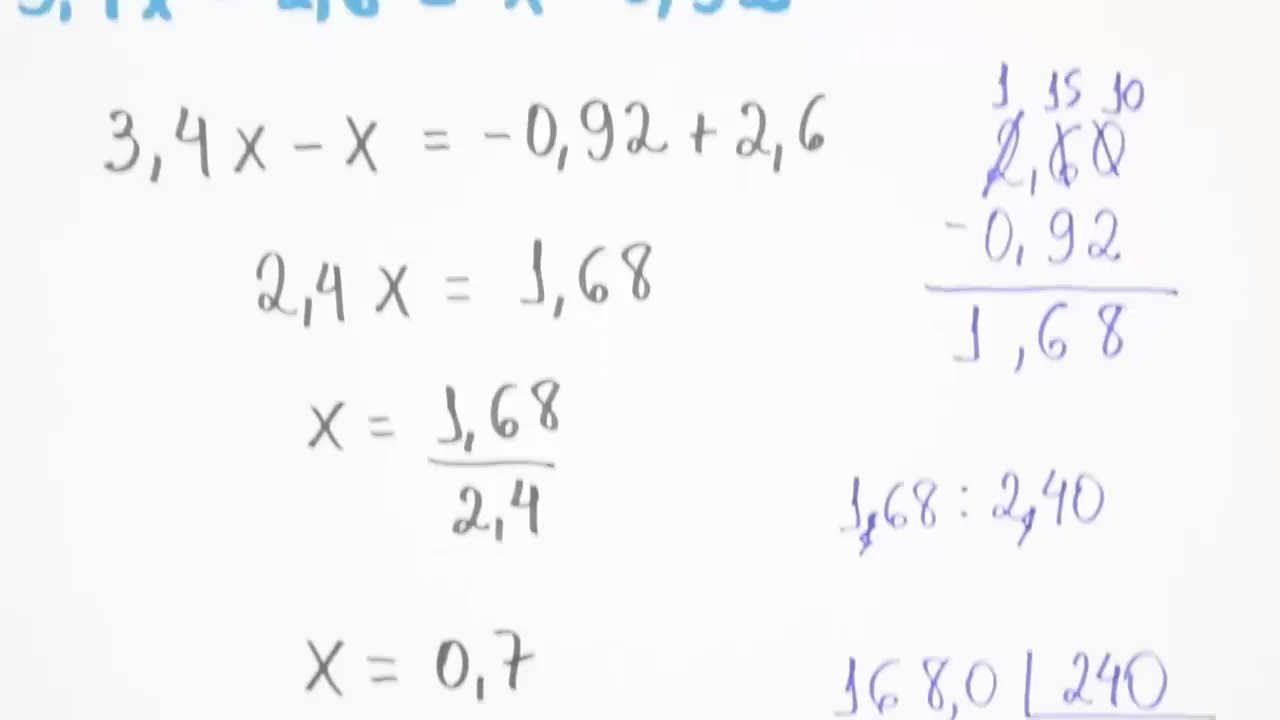 3,4x - x = -0,92 + 2,6
2,4 x = 1,68
x = 1,68
2,4
x = 0,7
1 15 10
2,60
- 0,92
1,68
1,68 : 2,40
168,0 | 240